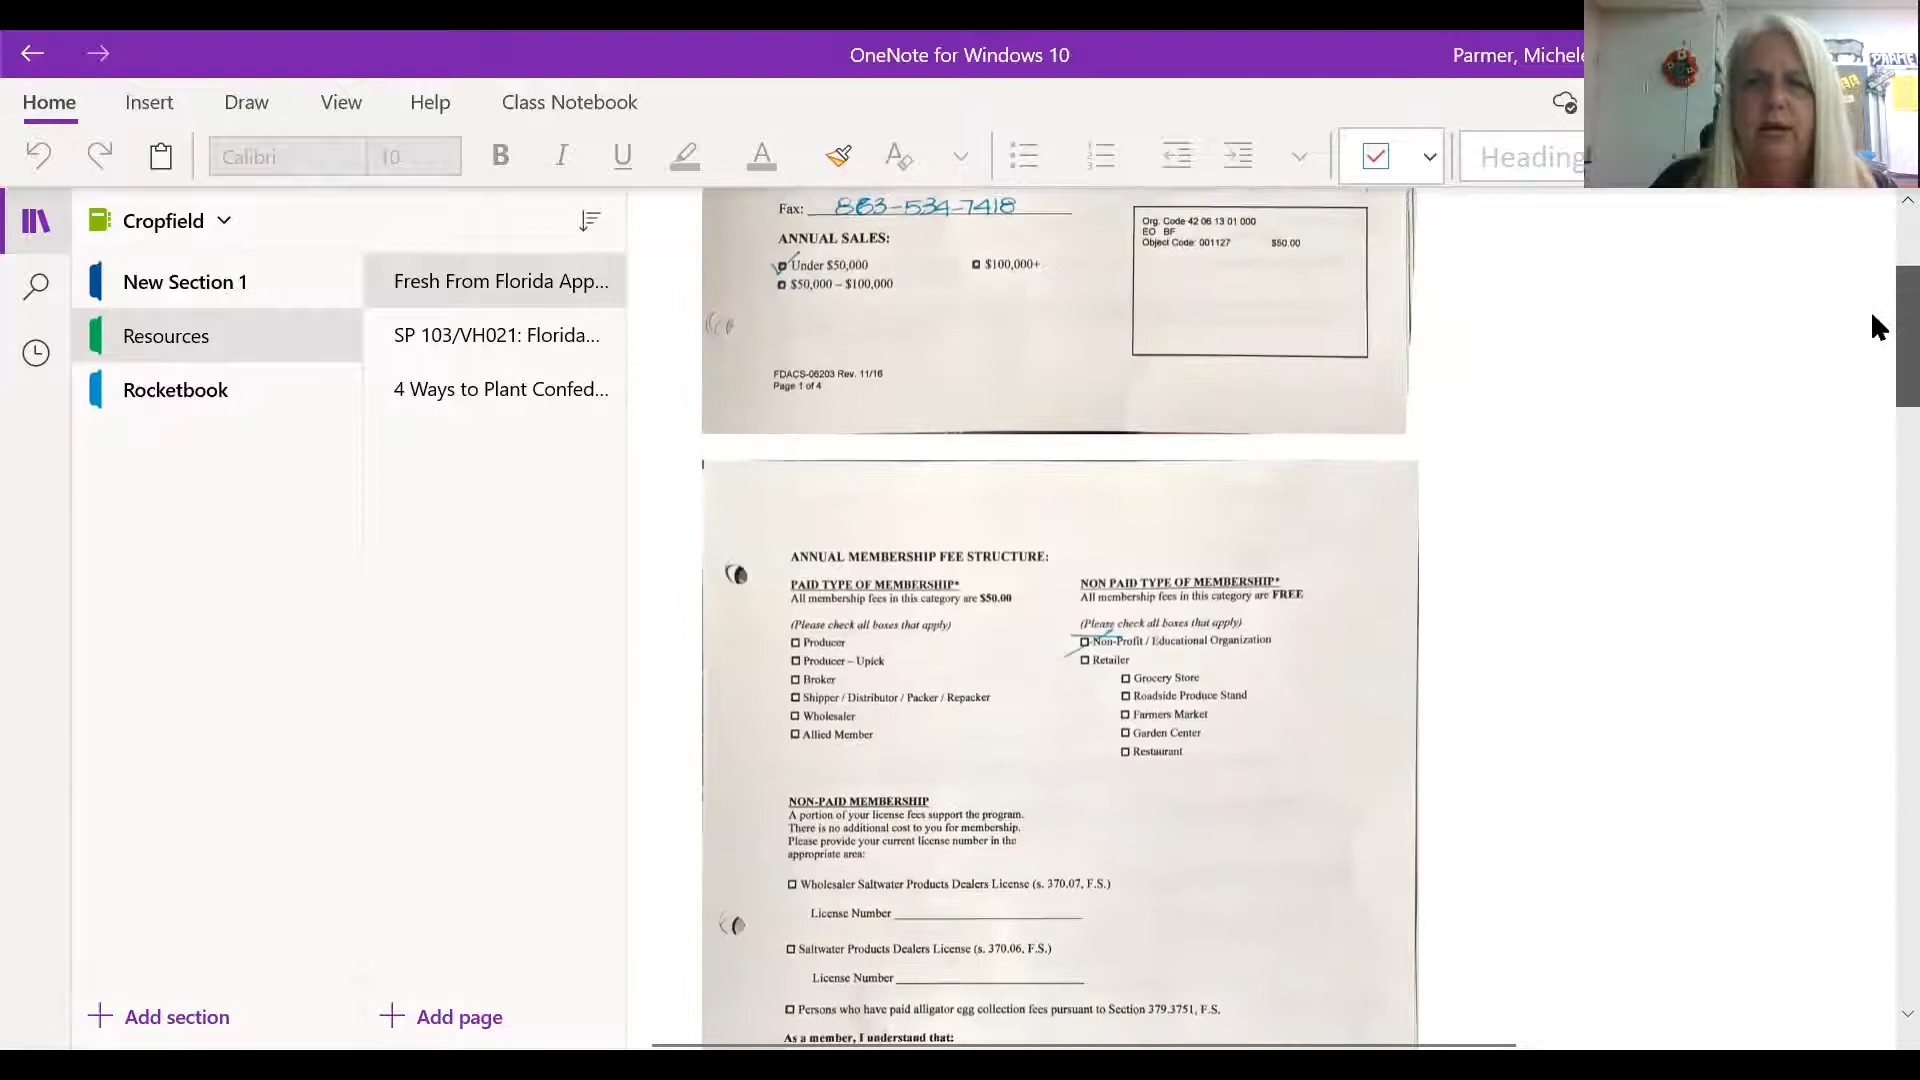 OneNote for Windows 10
Parmer, Michele
Home Insert Draw View Help Class Notebook
Calibri 10
B I U A A
Heading
Cropfield
New Section 1
Resources
Rocketbook
Fresh From Florida App...
SP 103/VH021: Florida...
4 Ways to Plant Confed...
Add section
Add page
Fax: 863-534-7418
ANNUAL SALES:
Under $50,000
$100,000+
$50,000 – $100,000
Org. Code 42 06 13 01 000
EO BF
Object Code: 001127 $50.00
FDACS-06203 Rev. 11/16
Page 1 of 4
ANNUAL MEMBERSHIP FEE STRUCTURE:
PAID TYPE OF MEMBERSHIP*
All membership fees in this category are $50.00
(Please check all boxes that apply)
Producer
Producer – Upick
Broker
Shipper / Distributor / Packer / Repacker
Wholesaler
Allied Member
NON PAID TYPE OF MEMBERSHIP*
All membership fees in this category are FREE
(Please check all boxes that apply)
Non-Profit / Educational Organization
Retailer
Grocery Store
Roadside Produce Stand
Farmers Market
Garden Center
Restaurant
NON-PAID MEMBERSHIP
A portion of your license fees support the program.
There is no additional cost to you for membership.
Please provide your current license number in the
appropriate area:
Wholesaler Saltwater Products Dealers License (s. 370.07, F.S.)
License Number
Saltwater Products Dealers License (s. 370.06, F.S.)
License Number
Persons who have paid alligator egg collection fees pursuant to Section 379.3751, F.S.
As a member, I understand that: